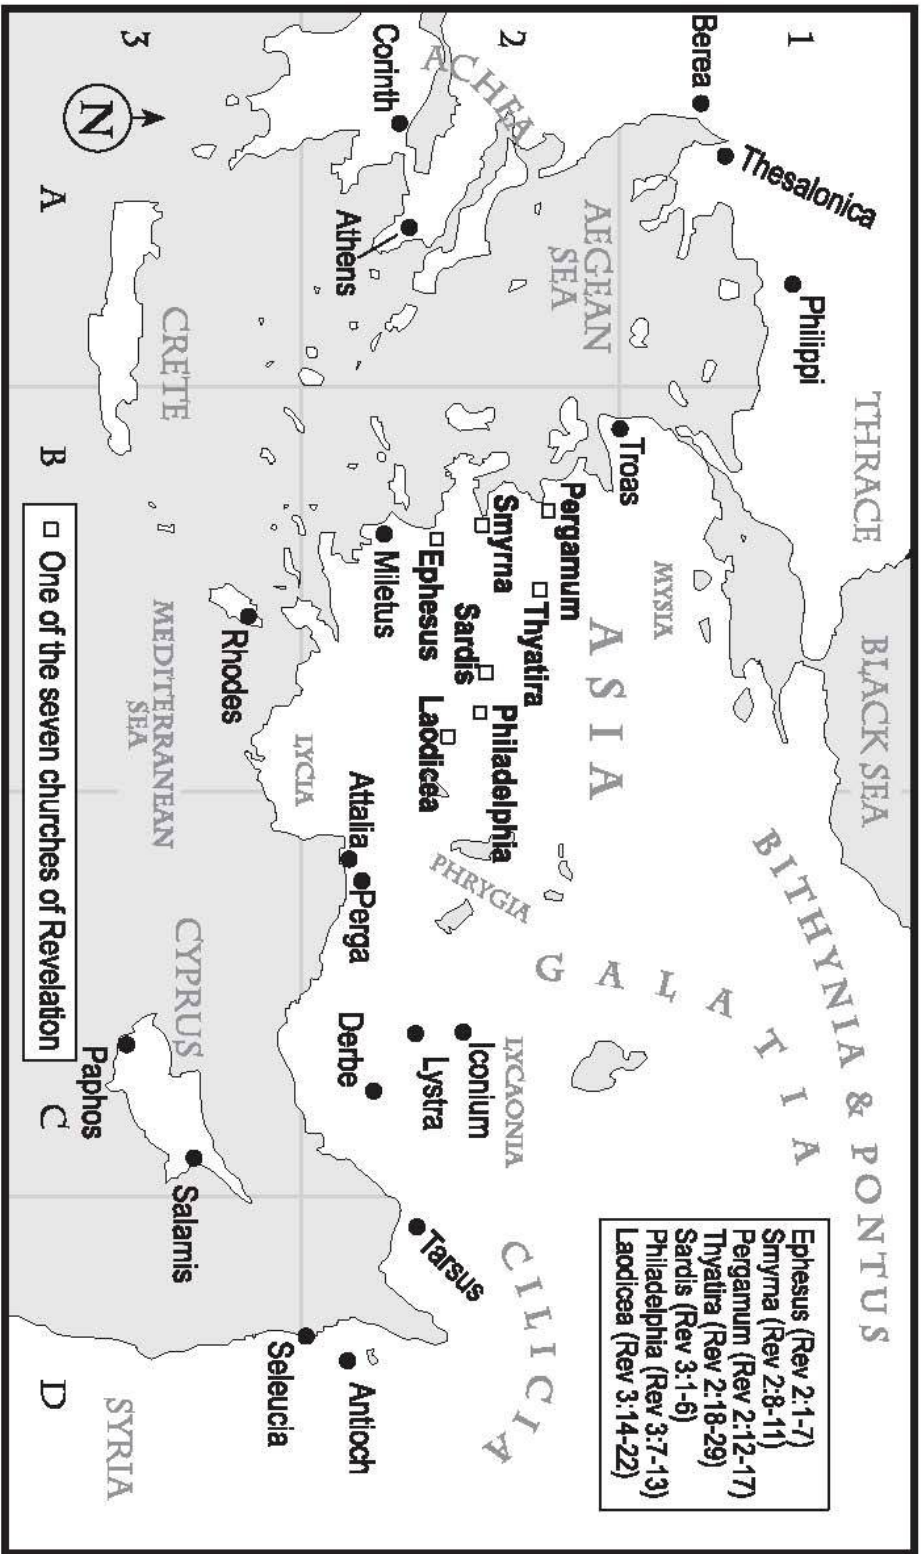 1
2
3
A
B
C
D
THRACE
BLACK SEA
BITHYNIA & PONTUS
Berea
Thesalonica
Philippi
AEGEAN
SEA
ACHEA
Corinth
Athens
CRETE
Troas
MYSIA
ASIA
Pergamum
Thyatira
Smyrna
Sardis
Philadelphia
Ephesus
Laodicea
Miletus
Rhodes
LYCIA
Attalia
Perga
PHRYGIA
GALATIA
LYCAONIA
Iconium
Lystra
Derbe
CILICIA
Tarsus
Antioch
Seleucia
SYRIA
CYPRUS
Paphos
Salamis
MEDITERRANEAN
SEA
N
One of the seven churches of Revelation
Ephesus (Rev 2:1-7)
Smyrna (Rev 2:8-11)
Pergamum (Rev 2:12-17)
Thyatira (Rev 2:18-29)
Sardis (Rev 3:1-6)
Philadelphia (Rev 3:7-13)
Laodicea (Rev 3:14-22)